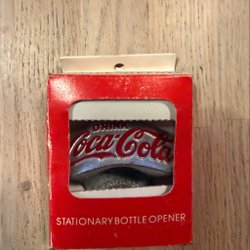 DRINK
Coca-Cola
STATIONARY BOTTLE OPENER